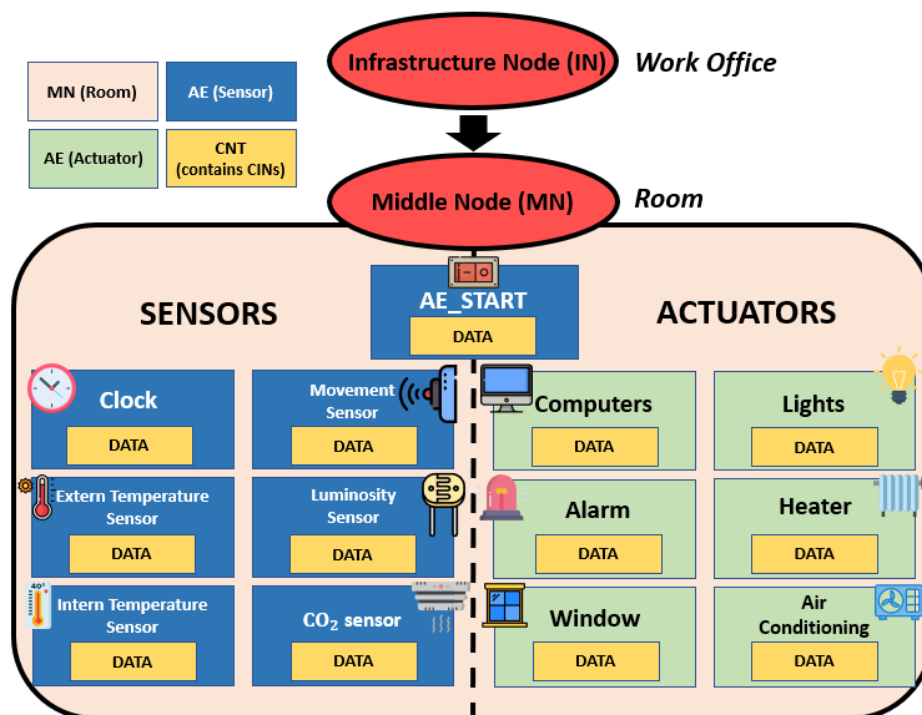 Infrastructure Node (IN)
Work Office
MN (Room)
AE (Sensor)
AE (Actuator)
CNT
(contains CINs)
Middle Node (MN)
Room
SENSORS
AE_START
DATA
ACTUATORS
Clock
DATA
Movement
Sensor
DATA
Computers
DATA
Lights
DATA
Extern Temperature
Sensor
DATA
Luminosity
Sensor
DATA
Alarm
DATA
Heater
DATA
40°
Intern Temperature
Sensor
DATA
CO₂ sensor
DATA
Window
DATA
Air
Conditioning
DATA